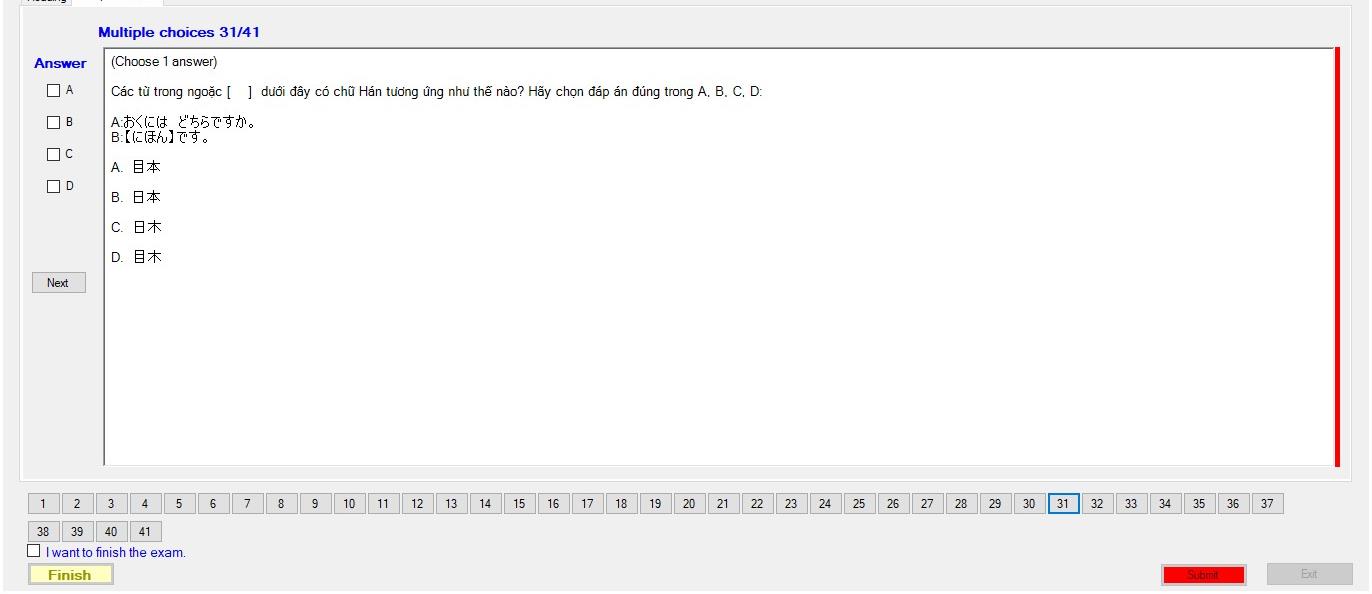 Multiple choices 31/41
Answer
(Choose 1 answer)
A
Các từ trong ngoặc [ ] dưới đây có chữ Hán tương ứng như thế nào? Hãy chọn đáp án đúng trong A, B, C, D:
B
A:おくには どちらですか。
B:【にほん】です。
C
A. 目本
D
B. 日本
C. 日木
D. 目木
Next
1 2 3 4 5 6 7 8 9 10 11 12 13 14 15 16 17 18 19 20 21 22 23 24 25 26 27 28 29 30 31 32 33 34 35 36 37
38 39 40 41
I want to finish the exam.
Finish Submit Exit